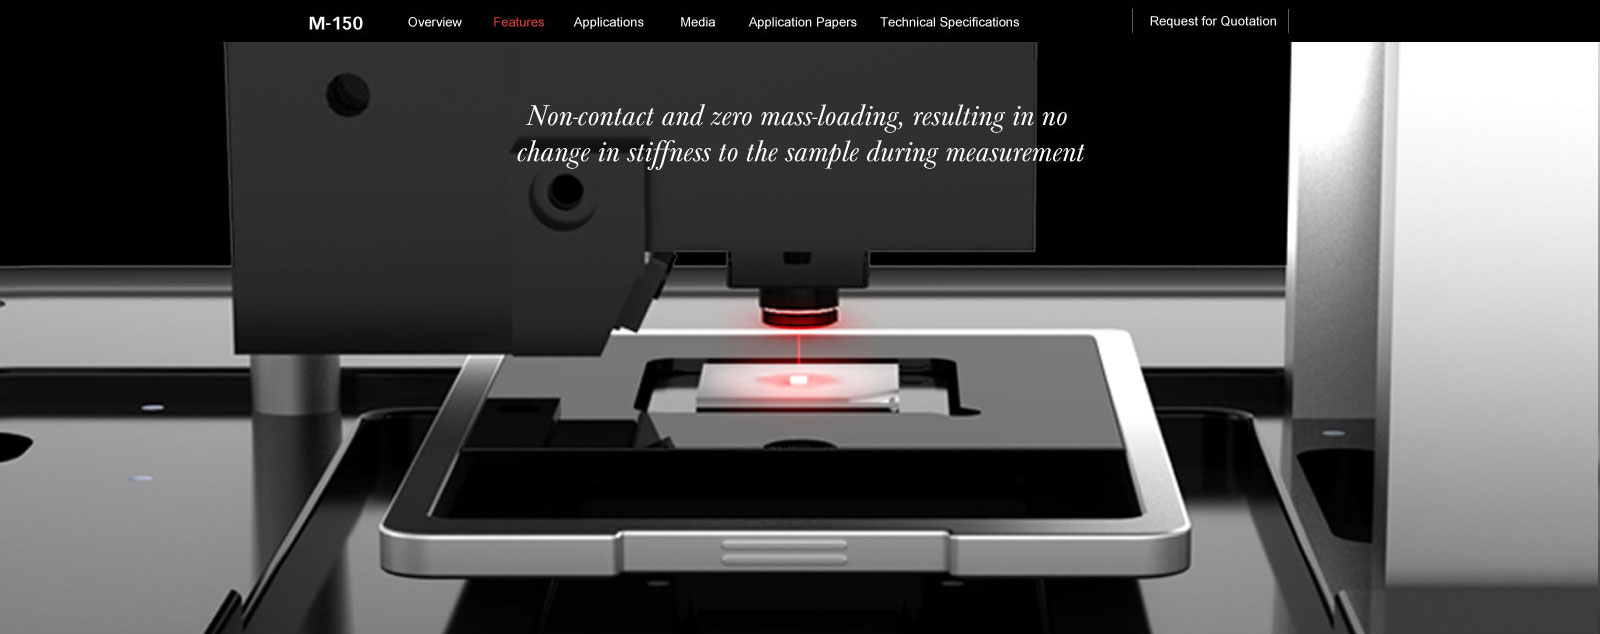 M-150 Overview Features Applications Media Application Papers Technical Specifications Request for Quotation
Non-contact and zero mass-loading, resulting in no
change in stiffness to the sample during measurement